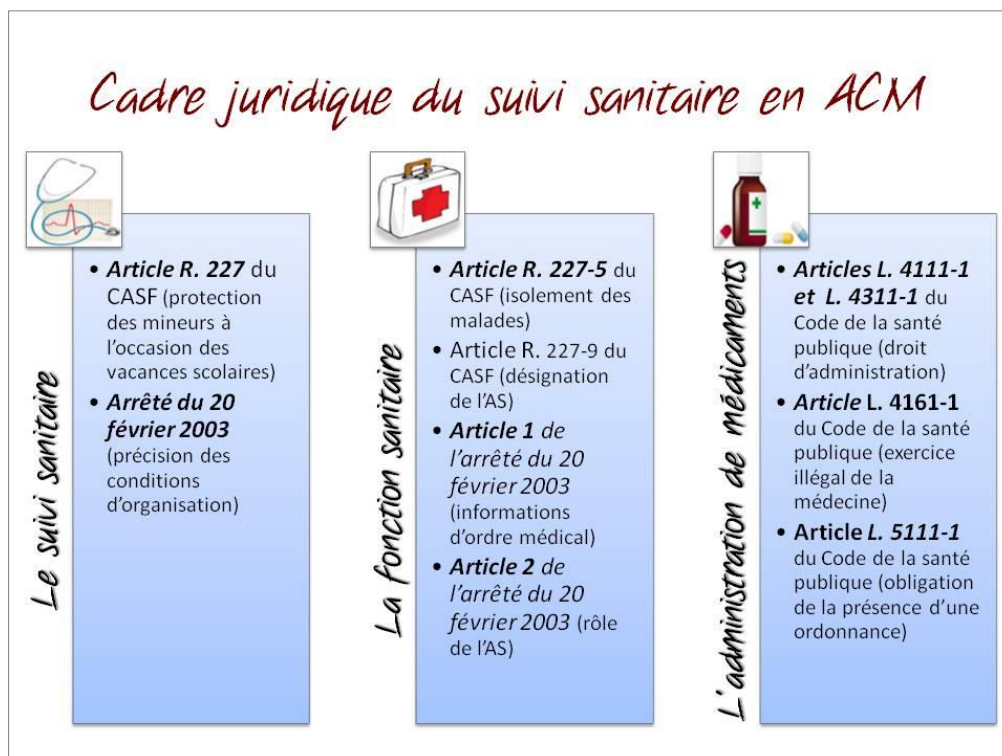 Cadre juridique du suivi sanitaire en ACM
Le suivi sanitaire
• Article R. 227 du
CASF (protection
des mineurs à
l'occasion des
vacances scolaires)
• Arrêté du 20
février 2003
(précision des
conditions
d'organisation)
La fonction sanitaire
• Article R. 227-5 du
CASF (isolement des
malades)
• Article R. 227-9 du
CASF (désignation
de l'AS)
• Article 1 de
l'arrêté du 20
février 2003
(informations
d'ordre médical)
• Article 2 de
l'arrêté du 20
février 2003 (rôle
de l'AS)
L'administration de médicaments
• Articles L. 4111-1
et L. 4311-1 du
Code de la santé
publique (droit
d'administration)
• Article L. 4161-1
du Code de la santé
publique (exercice
illégal de la
médecine)
• Article L. 5111-1
du Code de la santé
publique (obligation
de la présence d'une
ordonnance)